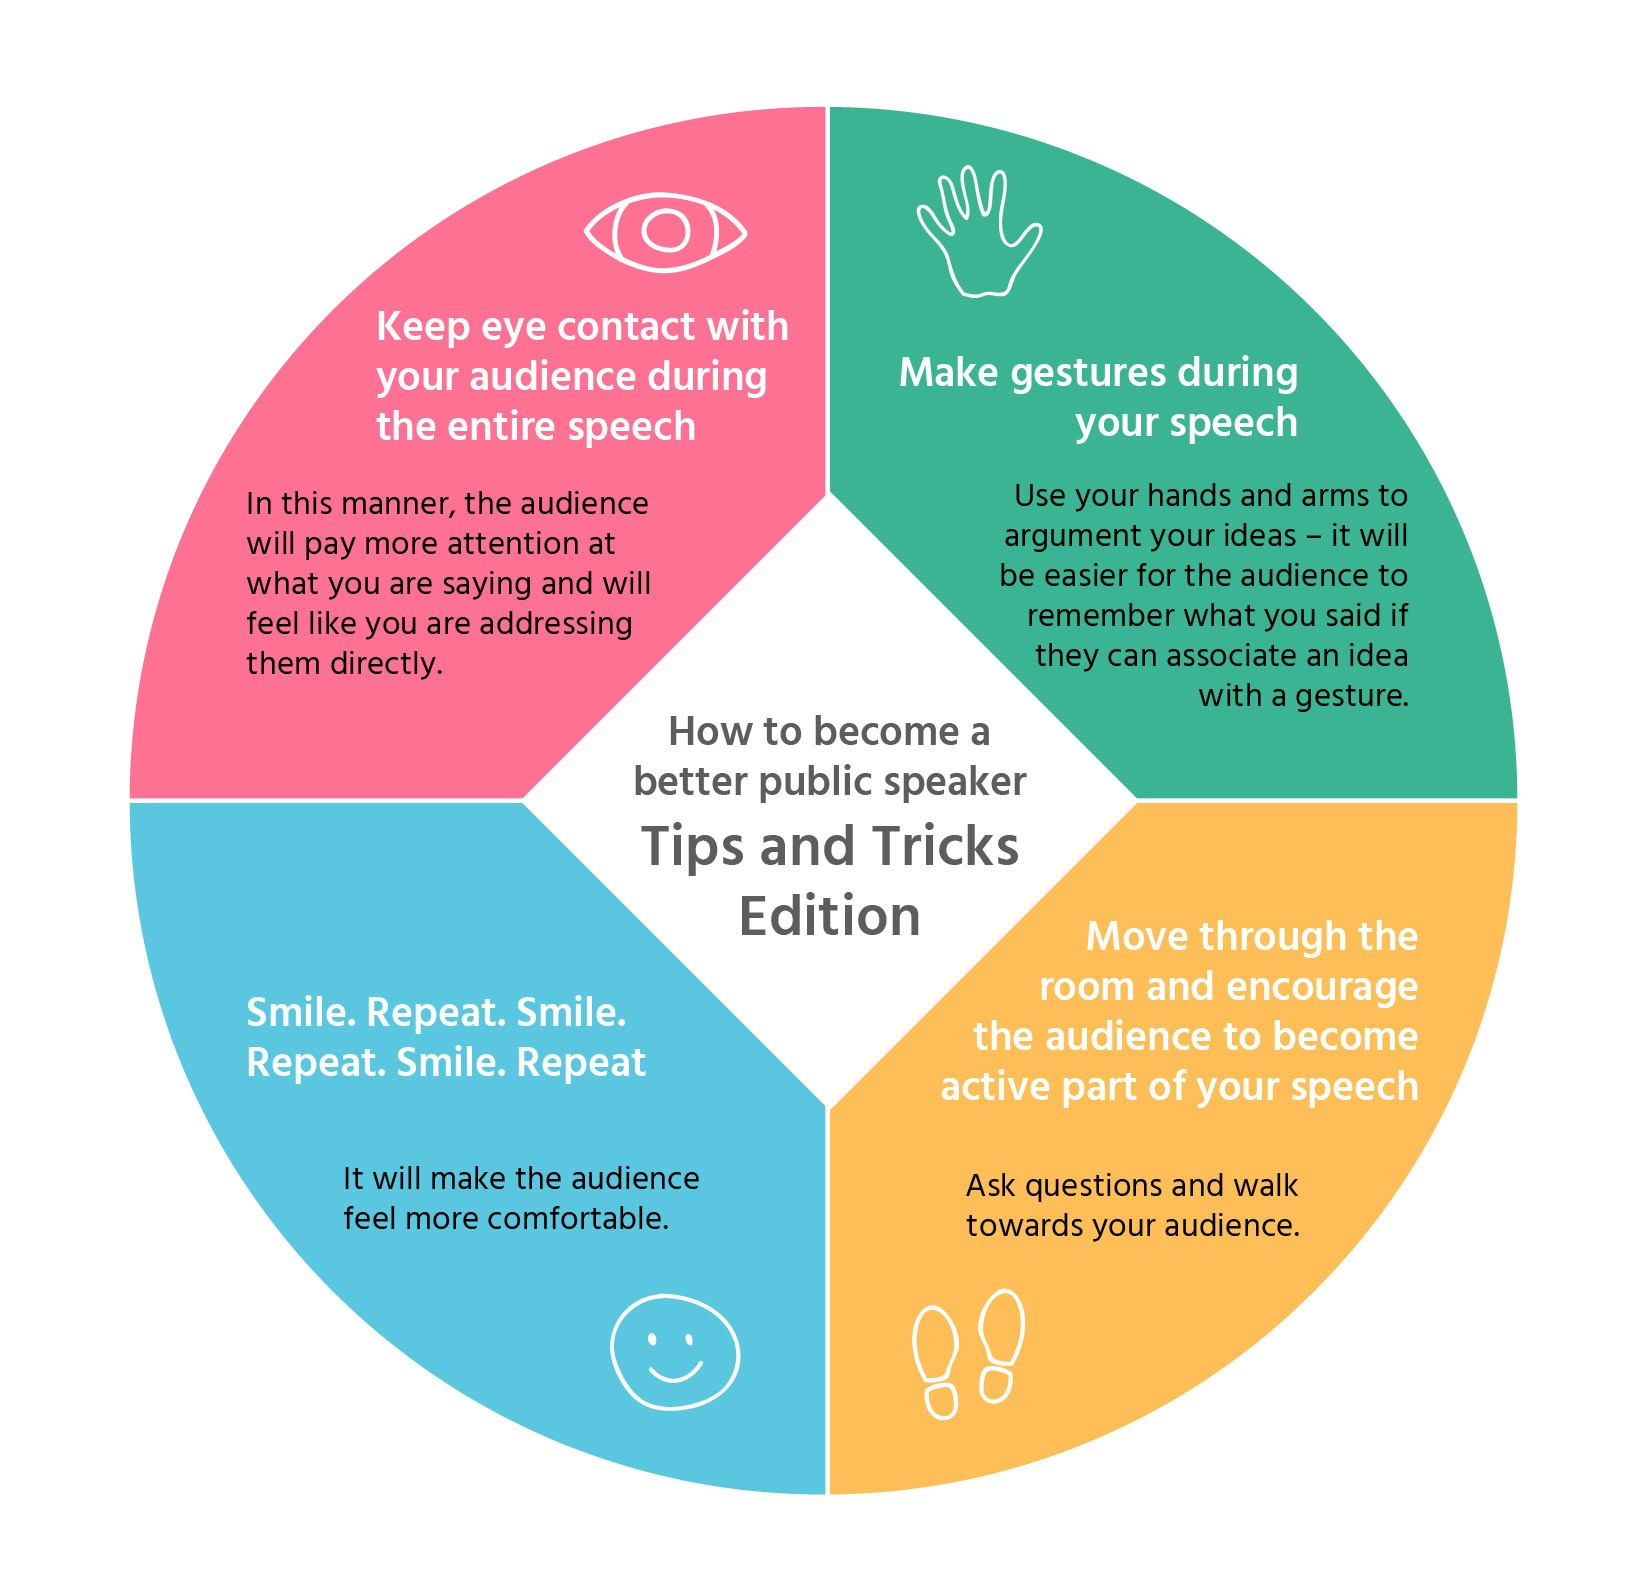 Keep eye contact with
your audience during
the entire speech
In this manner, the audience
will pay more attention at
what you are saying and will
feel like you are addressing
them directly.
Make gestures during
your speech
Use your hands and arms to
argument your ideas – it will
be easier for the audience to
remember what you said if
they can associate an idea
with a gesture.
How to become a
better public speaker
Tips and Tricks
Edition
Smile. Repeat. Smile.
Repeat. Smile. Repeat
It will make the audience
feel more comfortable.
Move through the
room and encourage
the audience to become
active part of your speech
Ask questions and walk
towards your audience.